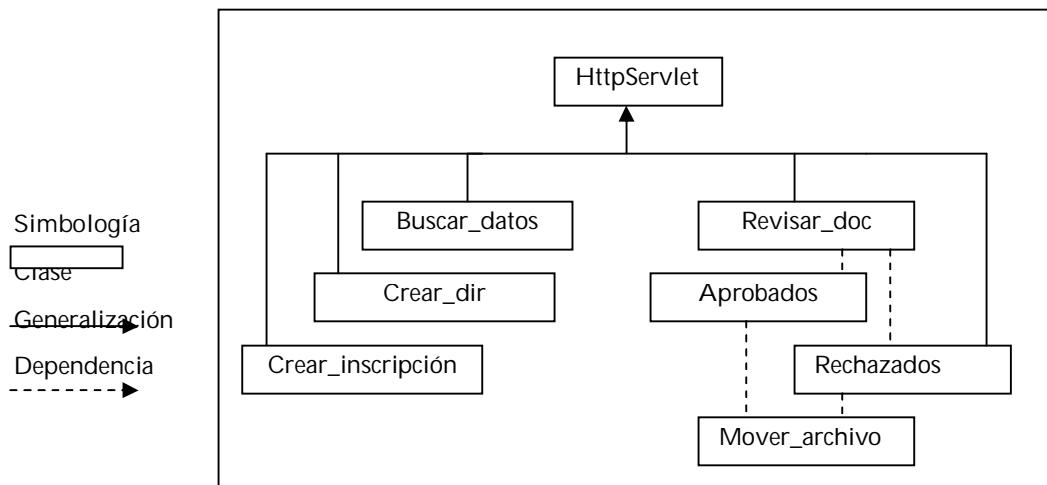 HttpServlet
Buscar_datos
Revisar_doc
Simbología
Clase
Crear_dir
Aprobados
Generalización
Crear_inscripción
Rechazados
Dependencia
Mover_archivo